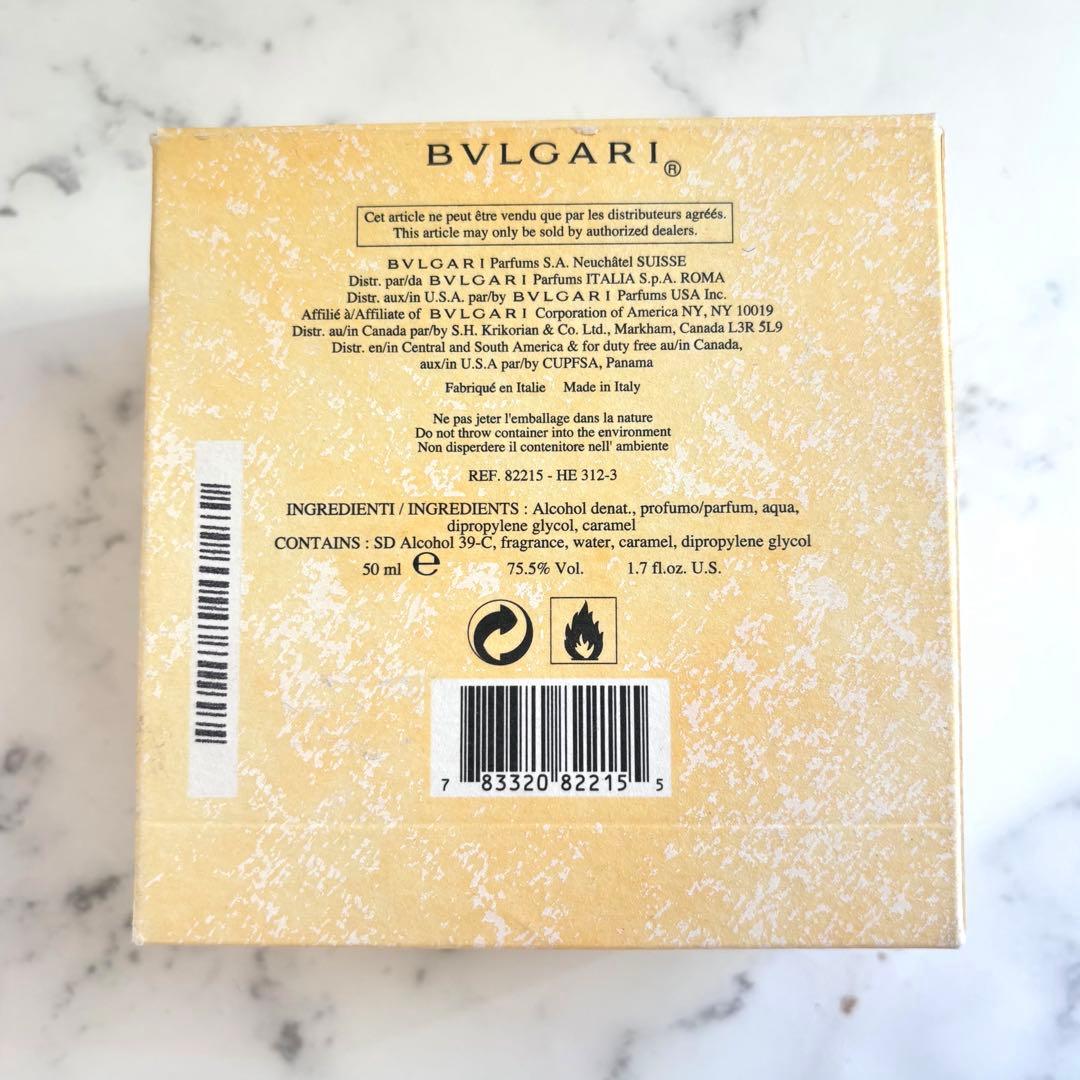 BVLGARI®
Cet article ne peut être vendu que par les distributeurs agréés.
This article may only be sold by authorized dealers.
BVLGARI Parfums S.A. Neuchâtel SUISSE
Distr. par/da BVLGARI Parfums ITALIA S.p.A. ROMA
Distr. aux/in U.S.A. par/by BVLGARI Parfums USA Inc.
Affilié à/Affiliate of BVLGARI Corporation of America NY, NY 10019
Distr. au/in Canada par/by S.H. Krikorian & Co. Ltd., Markham, Canada L3R 5L9
Distr. en/in Central and South America & for duty free au/in Canada,
aux/in U.S.A par/by CUPFSA, Panama
Fabriqué en Italie Made in Italy
Ne pas jeter l'emballage dans la nature
Do not throw container into the environment
Non disperdere il contenitore nell' ambiente
REF. 82215 - HE 312-3
INGREDIENTI / INGREDIENTS : Alcohol denat., profumo/parfum, aqua,
dipropylene glycol, caramel
CONTAINS : SD Alcohol 39-C, fragrance, water, caramel, dipropylene glycol
50 ml e 75.5% Vol. 1.7 fl.oz. U.S.
7 83320 82215 5